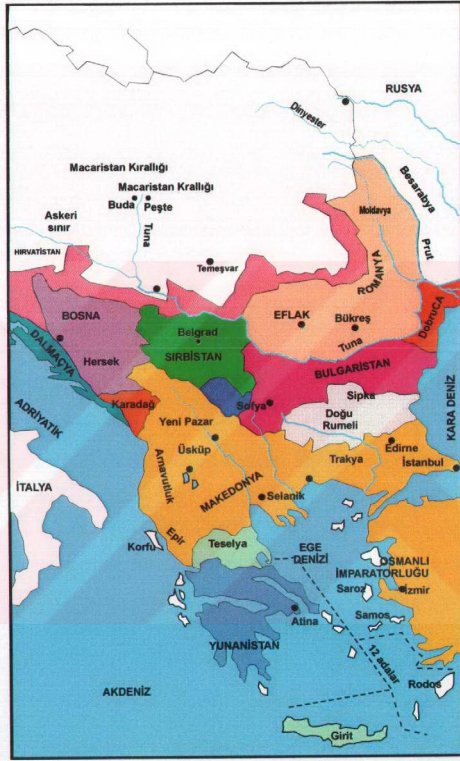 RUSYA
Dinyester
Macaristan Kırallığı
Besarabya
Macaristan Krallığı
Buda
Peşte
Moldavya
Askeri
sınır
Tuna
Prut
HIRVATİSTAN
Temeşvar
ROMANYA
BOSNA
EFLAK
Bükreş
DobruCA
Belgrad
Tuna
DALMAÇYA
Hersek
SIRBİSTAN
BULGARİSTAN
KARA DENİZ
Karadağ
Sofya
Sipka
ADRİYATİK
Yeni Pazar
Doğu
Rumeli
Edirne
Üsküp
Trakya
İstanbul
Arnavutluk
MAKEDONYA
İTALYA
Selanik
Epir
Korfu
Teselya
EGE
DENİZİ
OSMANLI
İMPARATORLUĞU
Saroz
İzmir
Atina
Samos
YUNANİSTAN
12 adalar
AKDENİZ
Rodos
Girit